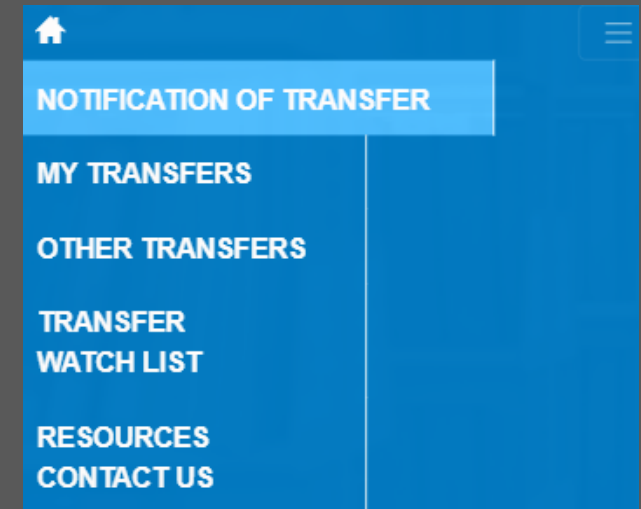 NOTIFICATION OF TRANSFER
MY TRANSFERS
OTHER TRANSFERS
TRANSFER
WATCH LIST
RESOURCES
CONTACT US